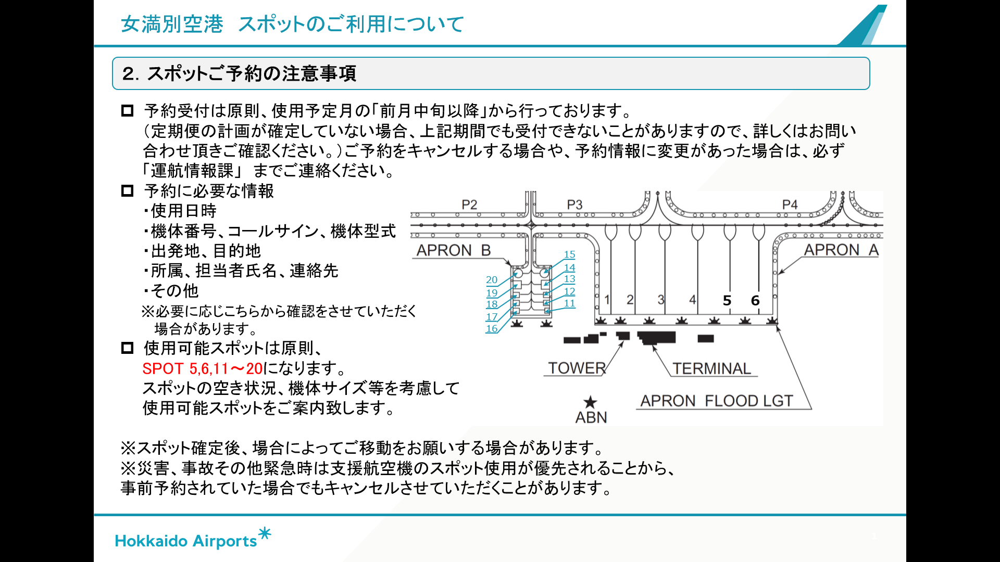 女満別空港　スポットのご利用について
２．スポットご予約の注意事項
予約受付は原則、使用予定月の「前月中旬以降」から行っております。
（定期便の計画が確定していない場合、上記期間でも受付できないことがありますので、詳しくはお問い
合わせ頂きご確認ください。）ご予約をキャンセルする場合や、予約情報に変更があった場合は、必ず
「運航情報課」 までご連絡ください。
予約に必要な情報
・使用日時
・機体番号、コールサイン、機体型式
・出発地、目的地
・所属、担当者氏名、連絡先
・その他
※必要に応じこちらから確認をさせていただく
場合があります。
使用可能スポットは原則、
SPOT 5,6,11～20になります。
スポットの空き状況、機体サイズ等を考慮して
使用可能スポットをご案内致します。
P2
P3
P4
APRON B
APRON A
15
14
13
12
11
20
19
18
17
16
1
2
3
4
5
6
TOWER
TERMINAL
APRON FLOOD LGT
★
ABN
※スポット確定後、場合によってご移動をお願いする場合があります。
※災害、事故その他緊急時は支援航空機のスポット使用が優先されることから、
事前予約されていた場合でもキャンセルさせていただくことがあります。
Hokkaido Airports